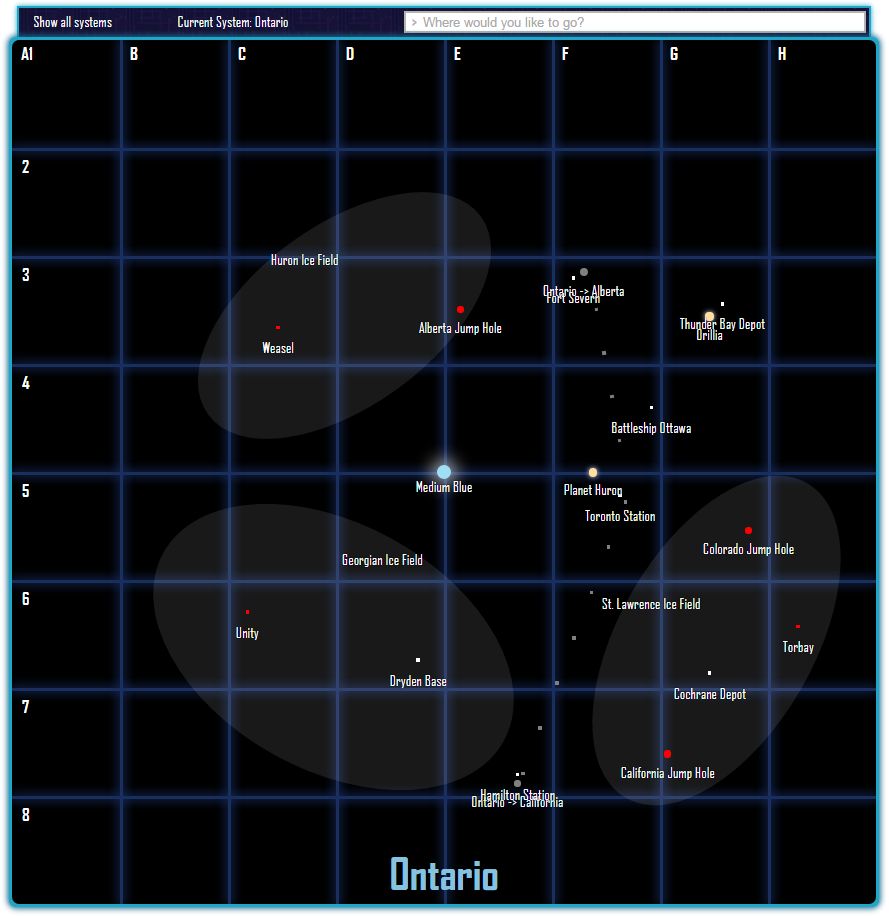 Show all systems
Current System: Ontario
> Where would you like to go?
A1 B C D E F G H
2
Huron Ice Field
3
Ontario -> Alberta
Fort Severn
Thunder Bay Depot
Orillia
Alberta Jump Hole
Weasel
4
Battleship Ottawa
Medium Blue
5
Planet Huron
Toronto Station
Colorado Jump Hole
Georgian Ice Field
6
St. Lawrence Ice Field
Unity
Torbay
Dryden Base
Cochrane Depot
7
California Jump Hole
Hamilton Station
Ontario -> California
8
Ontario